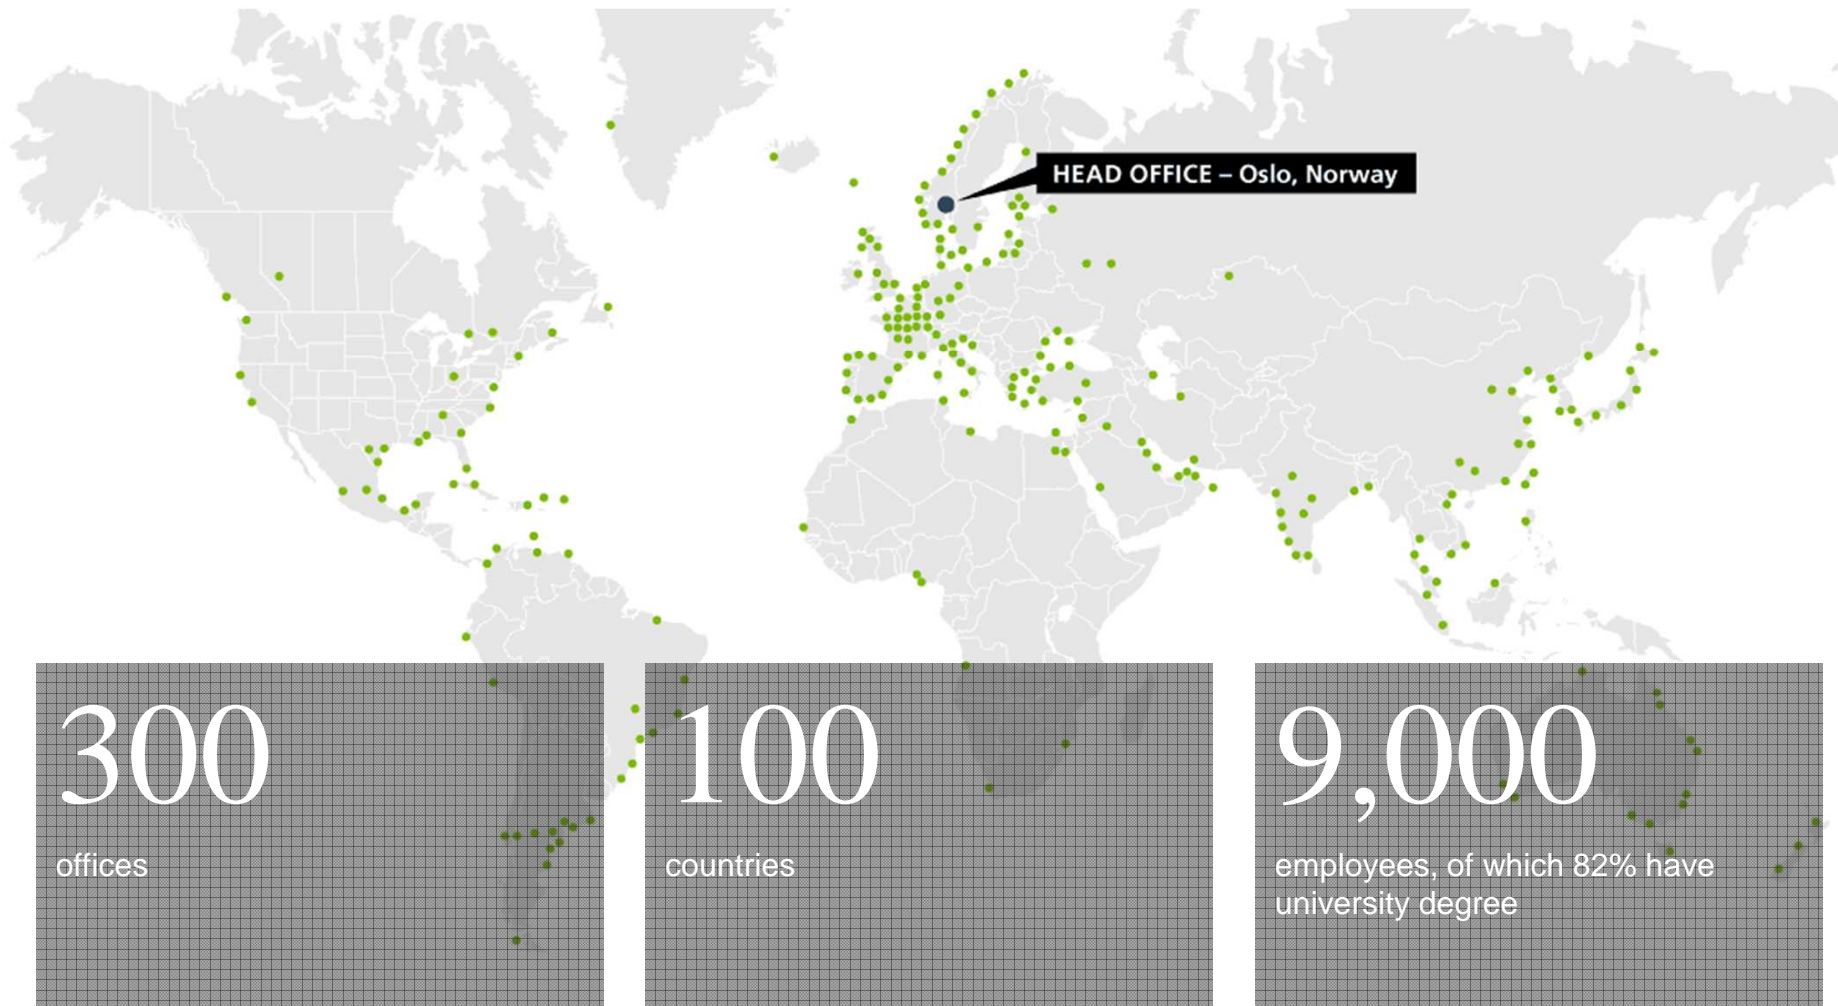 HEAD OFFICE – Oslo, Norway
300
offices
100
countries
9,000
employees, of which 82% have
university degree